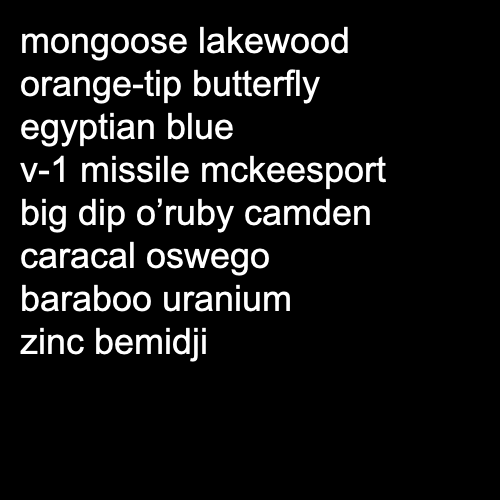 mongoose lakewood
orange-tip butterfly
egyptian blue
v-1 missile mckeesport
big dip o’ruby camden
caracal oswego
baraboo uranium
zinc bemidji